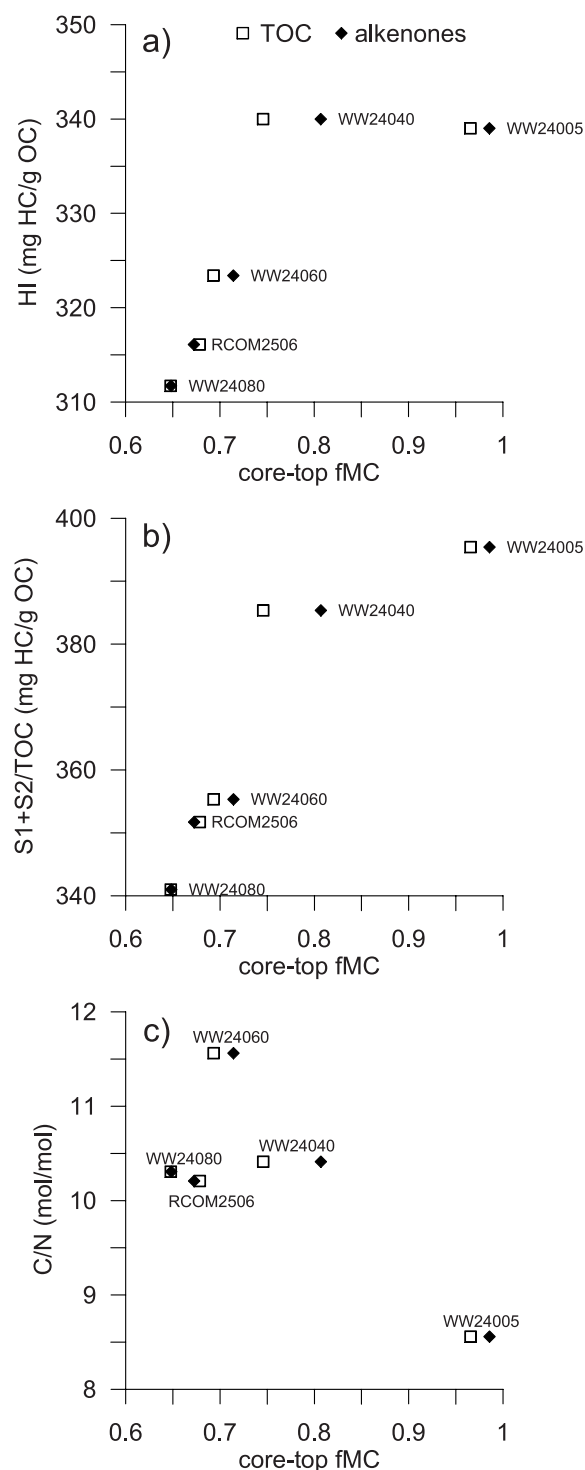 a)
TOC alkenones
350
340
330
320
310
HI (mg HC/g OC)
WW24040
WW24005
WW24060
RCOM2506
WW24080
0.6 0.7 0.8 0.9 1
core-top fMC
b)
400
380
360
340
S1+S2/TOC (mg HC/g OC)
WW24005
WW24040
WW24060
RCOM2506
WW24080
0.6 0.7 0.8 0.9 1
core-top fMC
c)
12
11
10
9
8
C/N (mol/mol)
WW24060
WW24040
WW24080
RCOM2506
WW24005
0.6 0.7 0.8 0.9 1
core-top fMC